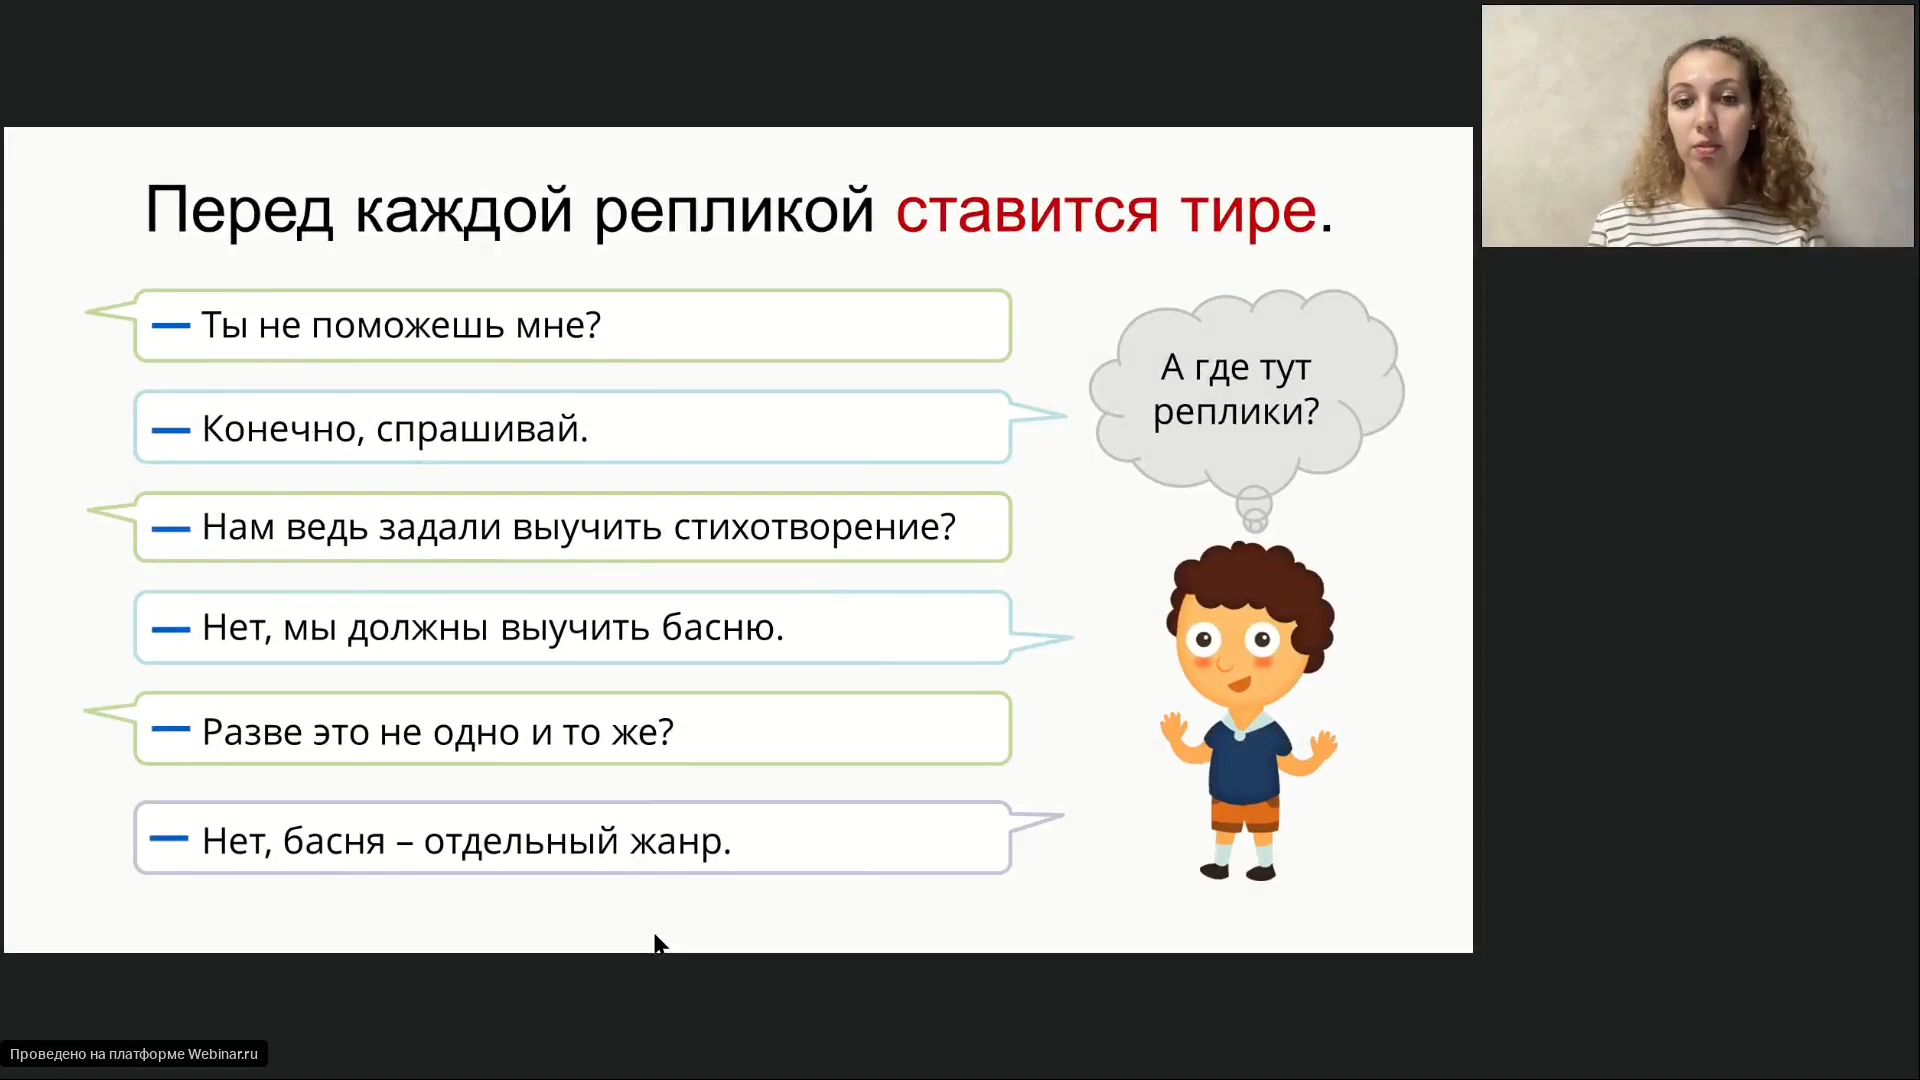 Перед каждой репликой ставится тире.
— Ты не поможешь мне?
— Конечно, спрашивай.
— Нам ведь задали выучить стихотворение?
— Нет, мы должны выучить басню.
— Разве это не одно и то же?
— Нет, басня – отдельный жанр.
А где тут
реплики?
Проведено на платформе Webinar.ru